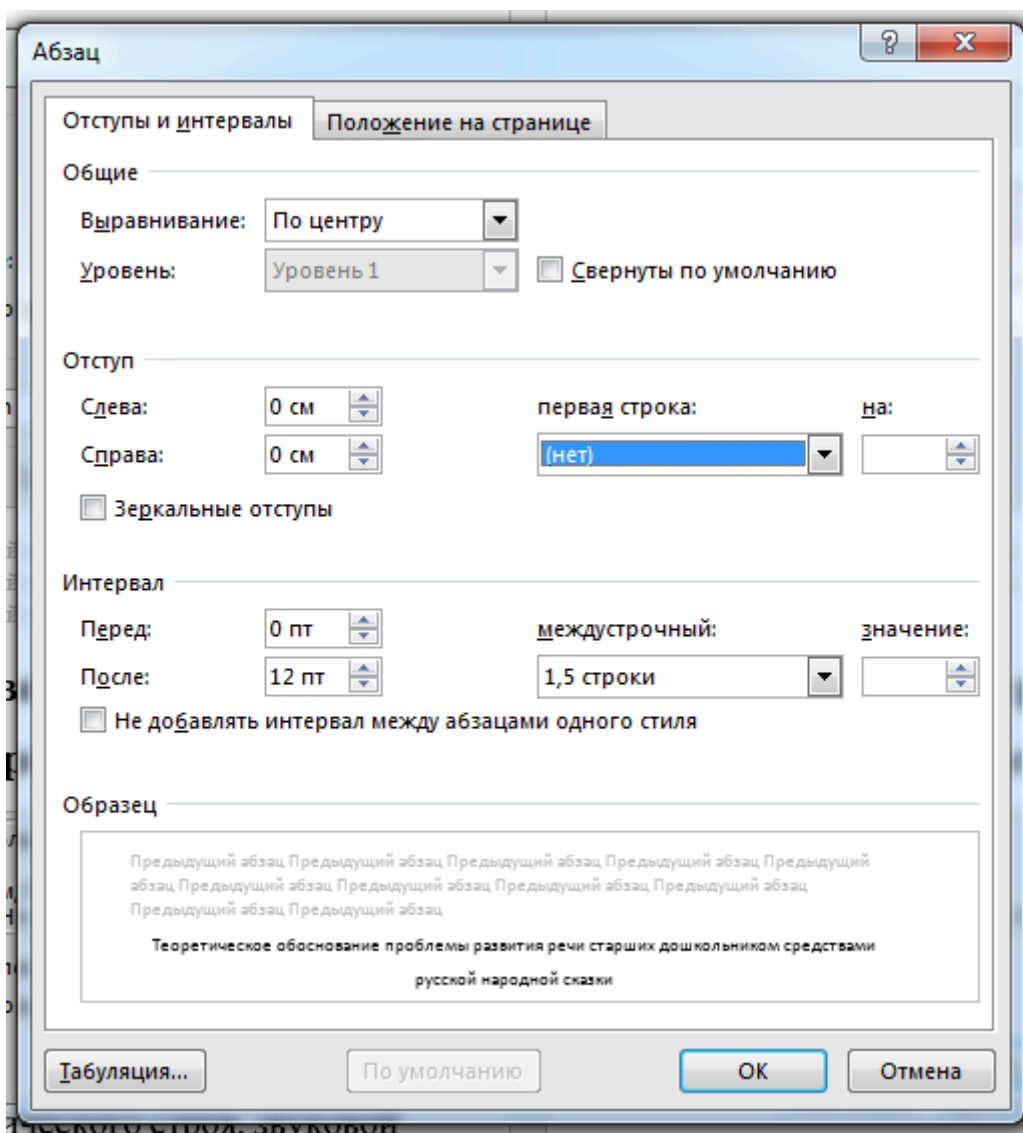 Абзац
Отступы и интервалы Положение на странице
Общие
Выравнивание: По центру
Уровень: Уровень 1 Свернуты по умолчанию
Отступ
Слева: 0 см первая строка: на:
Справа: 0 см (нет)
Зеркальные отступы
Интервал
Перед: 0 пт междустрочный: значение:
После: 12 пт 1,5 строки
Не добавлять интервал между абзацами одного стиля
Образец
Предыдущий абзац Предыдущий абзац Предыдущий абзац Предыдущий абзац Предыдущий
абзац Предыдущий абзац Предыдущий абзац Предыдущий абзац Предыдущий абзац
Предыдущий абзац Предыдущий абзац
Теоретическое обоснование проблемы развития речи старших дошкольником средствами
русской народной сказки
Табуляция... По умолчанию ОК Отмена